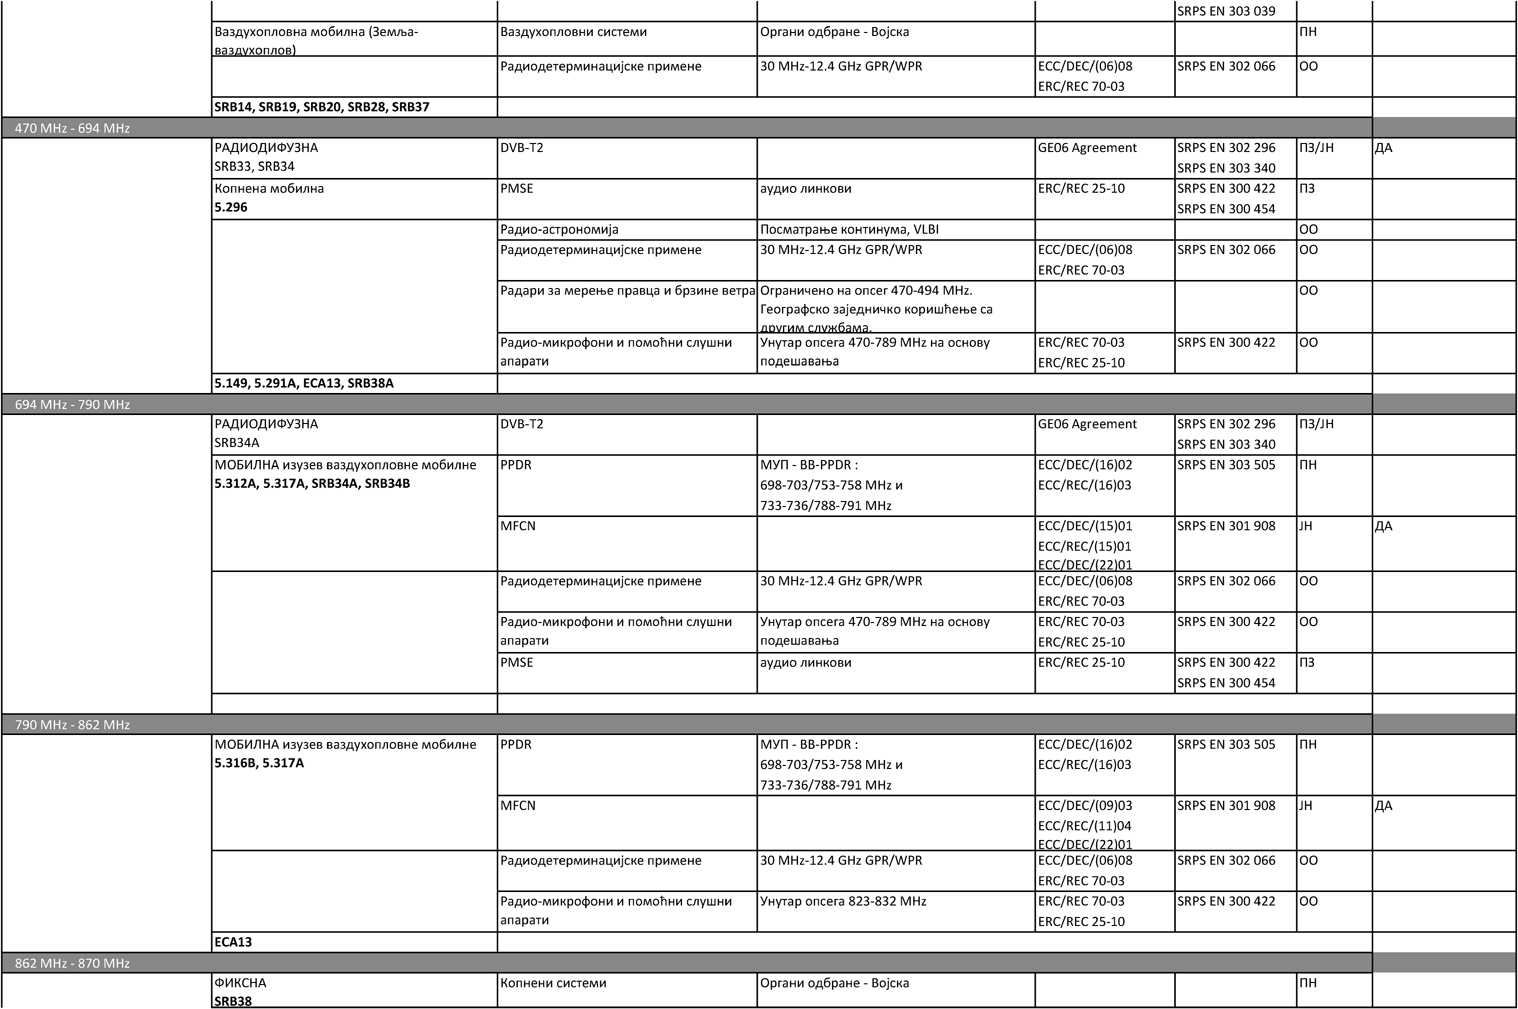 SRPS EN 303 039
Ваздухопловна мобилна (Земља-
ваздухоплов)
Ваздухопловни системи
Органи одбране - Војска
ПН
Радиодетерминацијске примене
30 MHz-12.4 GHz GPR/WPR
ECC/DEC/(06)08
ERC/REC 70-03
SRPS EN 302 066
ОО
SRB14, SRB19, SRB20, SRB28, SRB37
470 MHz - 694 MHz
РАДИОДИФУЗНА
SRB33, SRB34
DVB-T2
GE06 Agreement
SRPS EN 302 296
SRPS EN 303 340
ПЗ/ЈН
ДА
Копнена мобилна
5.296
PMSE
аудио линкови
ERC/REC 25-10
SRPS EN 300 422
SRPS EN 300 454
ПЗ
Радио-астрономија
Посматрање континума, VLBI
ОО
Радиодетерминацијске примене
30 MHz-12.4 GHz GPR/WPR
ECC/DEC/(06)08
ERC/REC 70-03
SRPS EN 302 066
ОО
Радари за мерење правца и брзине ветра
Ограничено на опсег 470-494 MHz.
Географско заједничко коришћење са
другим службама.
ОО
Радио-микрофони и помоћни слушни
апарати
Унутар опсега 470-789 MHz на основу
подешавања
ERC/REC 70-03
ERC/REC 25-10
SRPS EN 300 422
ОО
5.149, 5.291A, ECA13, SRB38A
694 MHz - 790 MHz
РАДИОДИФУЗНА
SRB34A
DVB-T2
GE06 Agreement
SRPS EN 302 296
SRPS EN 303 340
ПЗ/ЈН
МОБИЛНА изузев ваздухопловне мобилне
5.312A, 5.317A, SRB34A, SRB34B
PPDR
МУП - BB-PPDR :
698-703/753-758 MHz и
733-736/788-791 MHz
ECC/DEC/(16)02
ECC/REC/(16)03
SRPS EN 303 505
ПН
MFCN
ECC/DEC/(15)01
ECC/REC/(15)01
ECC/DEC/(22)01
SRPS EN 301 908
ЈН
ДА
Радиодетерминацијске примене
30 MHz-12.4 GHz GPR/WPR
ECC/DEC/(06)08
ERC/REC 70-03
SRPS EN 302 066
ОО
Радио-микрофони и помоћни слушни
апарати
Унутар опсега 470-789 MHz на основу
подешавања
ERC/REC 70-03
ERC/REC 25-10
SRPS EN 300 422
ОО
PMSE
аудио линкови
ERC/REC 25-10
SRPS EN 300 422
SRPS EN 300 454
ПЗ
790 MHz - 862 MHz
МОБИЛНА изузев ваздухопловне мобилне
5.316B, 5.317A
PPDR
МУП - BB-PPDR :
698-703/753-758 MHz и
733-736/788-791 MHz
ECC/DEC/(16)02
ECC/REC/(16)03
SRPS EN 303 505
ПН
MFCN
ECC/DEC/(09)03
ECC/REC/(11)04
ECC/DEC/(22)01
SRPS EN 301 908
ЈН
ДА
Радиодетерминацијске примене
30 MHz-12.4 GHz GPR/WPR
ECC/DEC/(06)08
ERC/REC 70-03
SRPS EN 302 066
ОО
Радио-микрофони и помоћни слушни
апарати
Унутар опсега 823-832 MHz
ERC/REC 70-03
ERC/REC 25-10
SRPS EN 300 422
ОО
ECA13
862 MHz - 870 MHz
ФИКСНА
SRB38
Копнени системи
Органи одбране - Војска
ПН